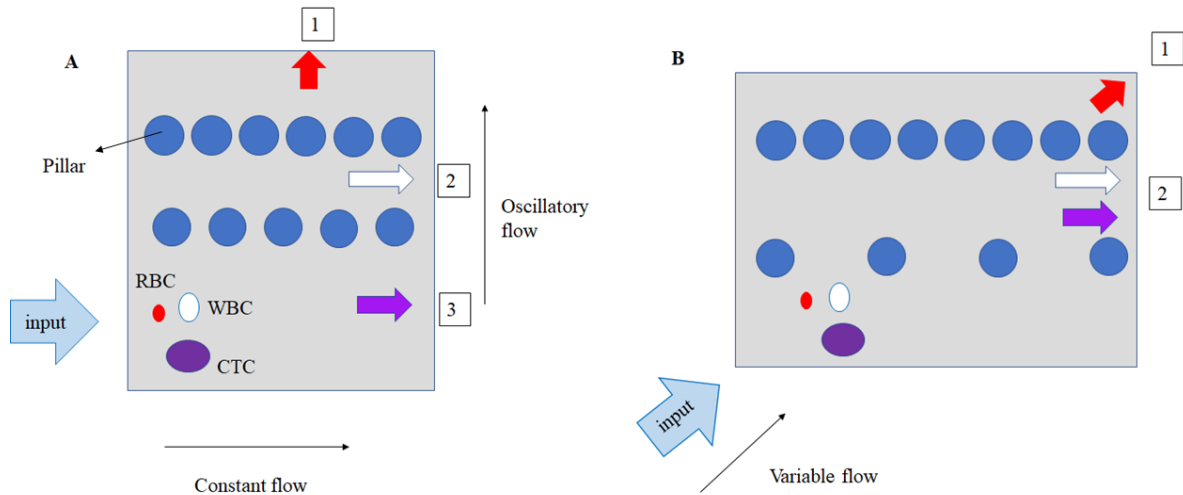 A
1
Pillar
2
Oscillatory
flow
RBC
WBC
input
3
CTC
Constant flow
B
1
2
input
Variable flow